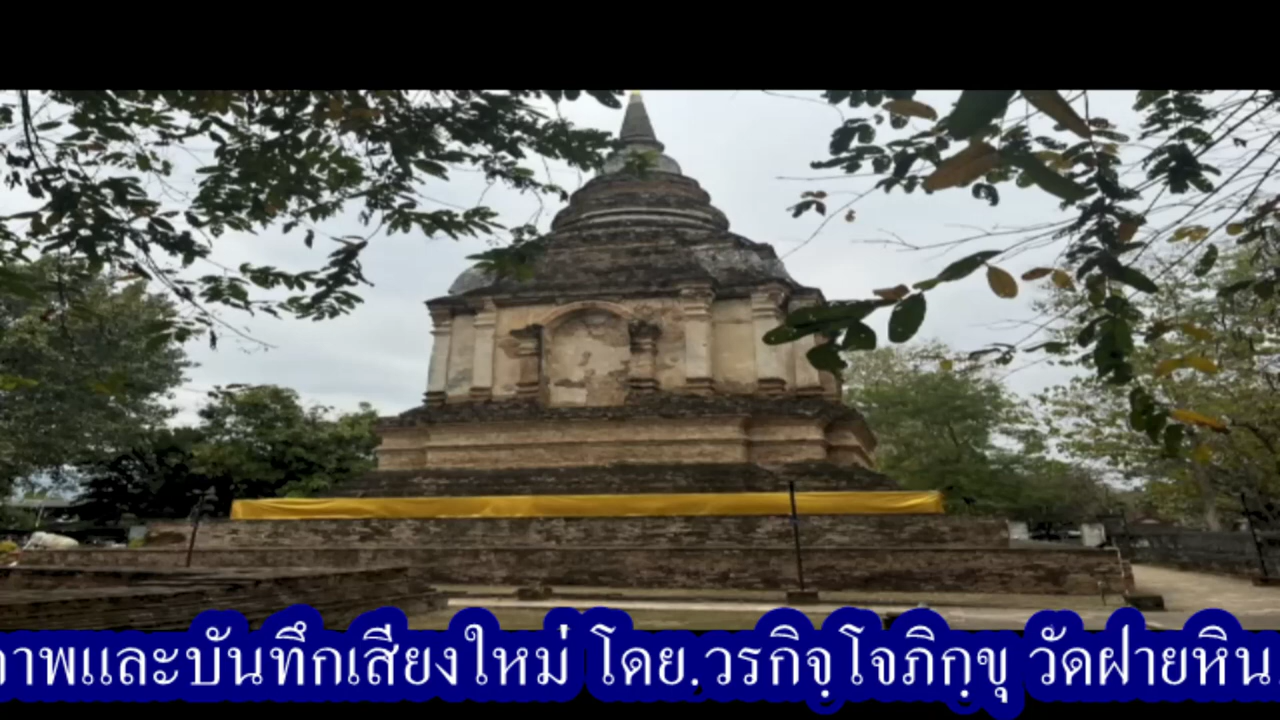 ภาพและบันทึกเสียงใหม่ โดย.วรกิจฺโจภิกฺขุ วัดฝายหิน.